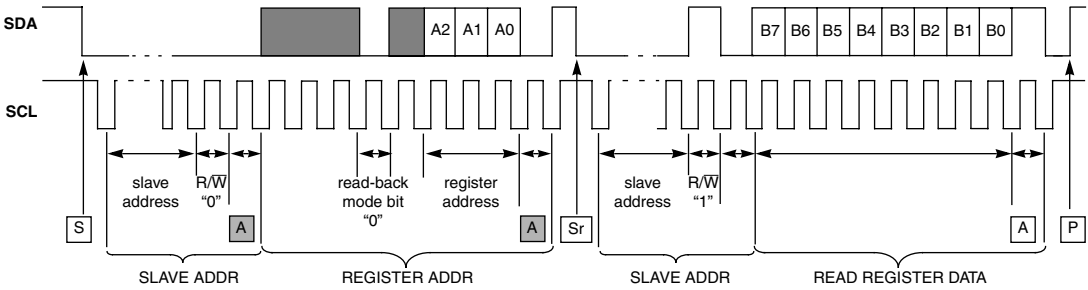 SDA
A2 A1 A0
B7 B6 B5 B4 B3 B2 B1 B0
SCL
slave address
R/W̅ “0”
read-back mode bit “0”
register address
slave address
R/W̅ “1”
S
A
A
Sr
A
P
SLAVE ADDR
REGISTER ADDR
SLAVE ADDR
READ REGISTER DATA